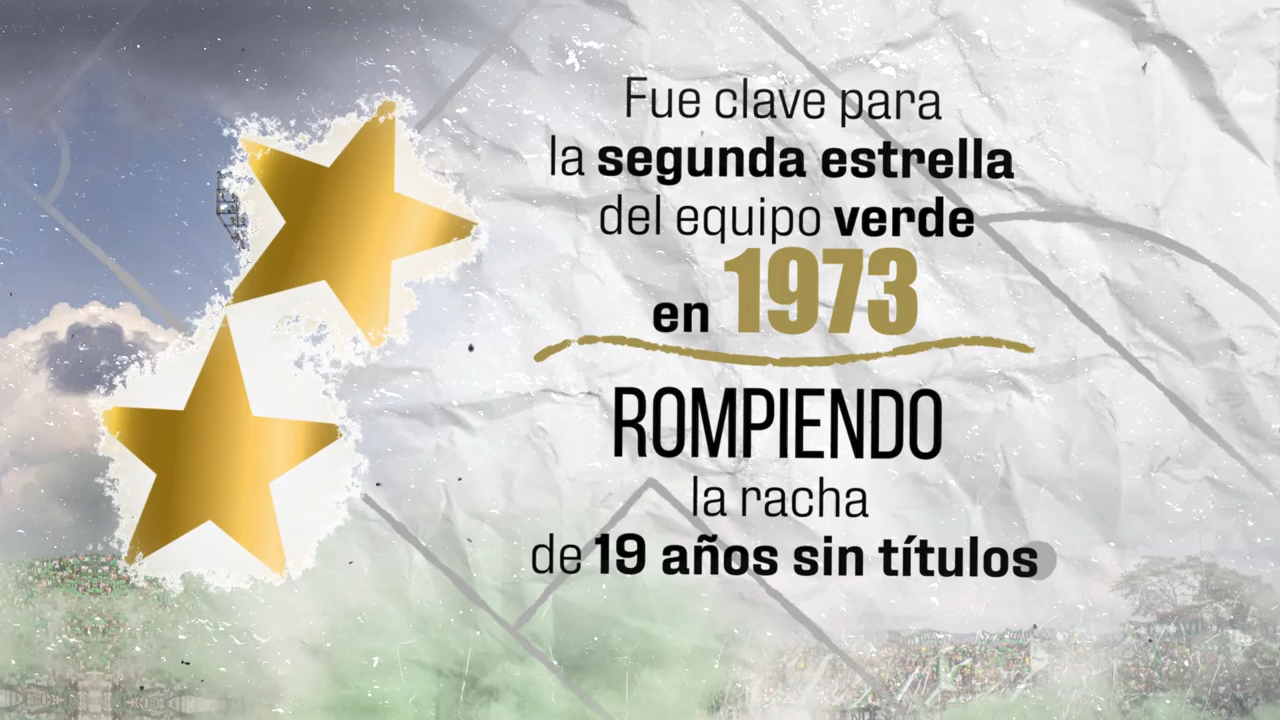 Fue clave para
la segunda estrella
del equipo verde
en 1973
ROMPIENDO
la racha
de 19 años sin títulos